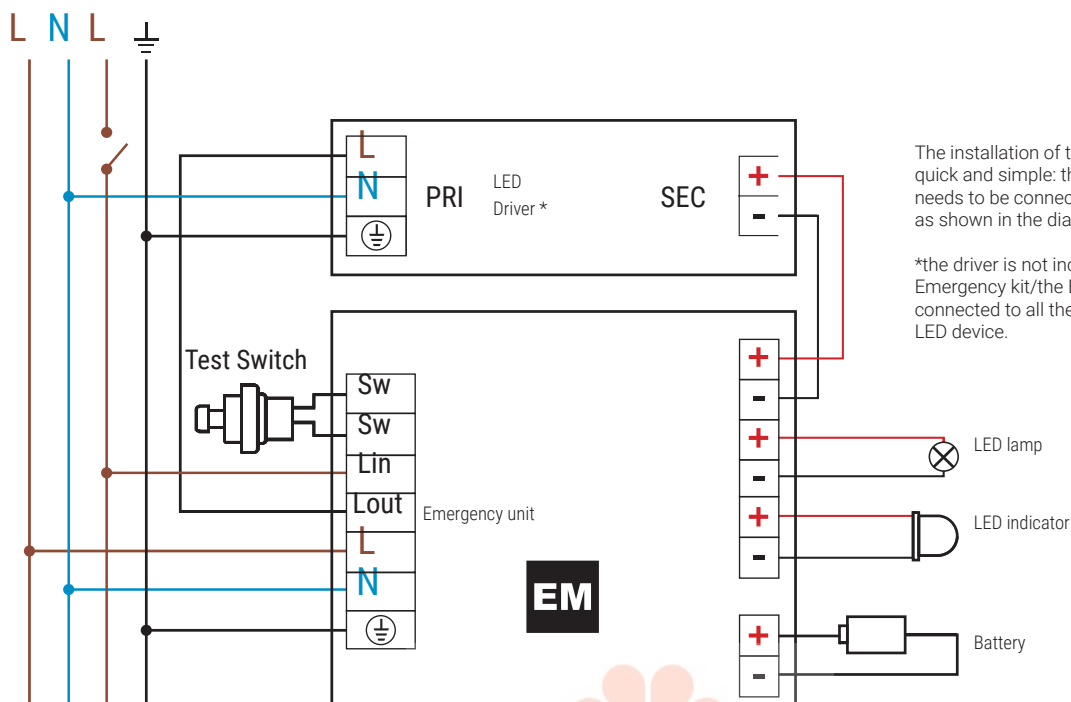 L N L
L
N
PRI
LED
Driver *
SEC
+
-
The installation of t
quick and simple: th
needs to be connec
as shown in the dia
*the driver is not inc
Emergency kit/the
connected to all the
LED device.
Test Switch
Sw
Sw
Lin
Lout
L
N
Emergency unit
EM
+
-
+
-
+
-
+
-
LED lamp
LED indicator
Battery